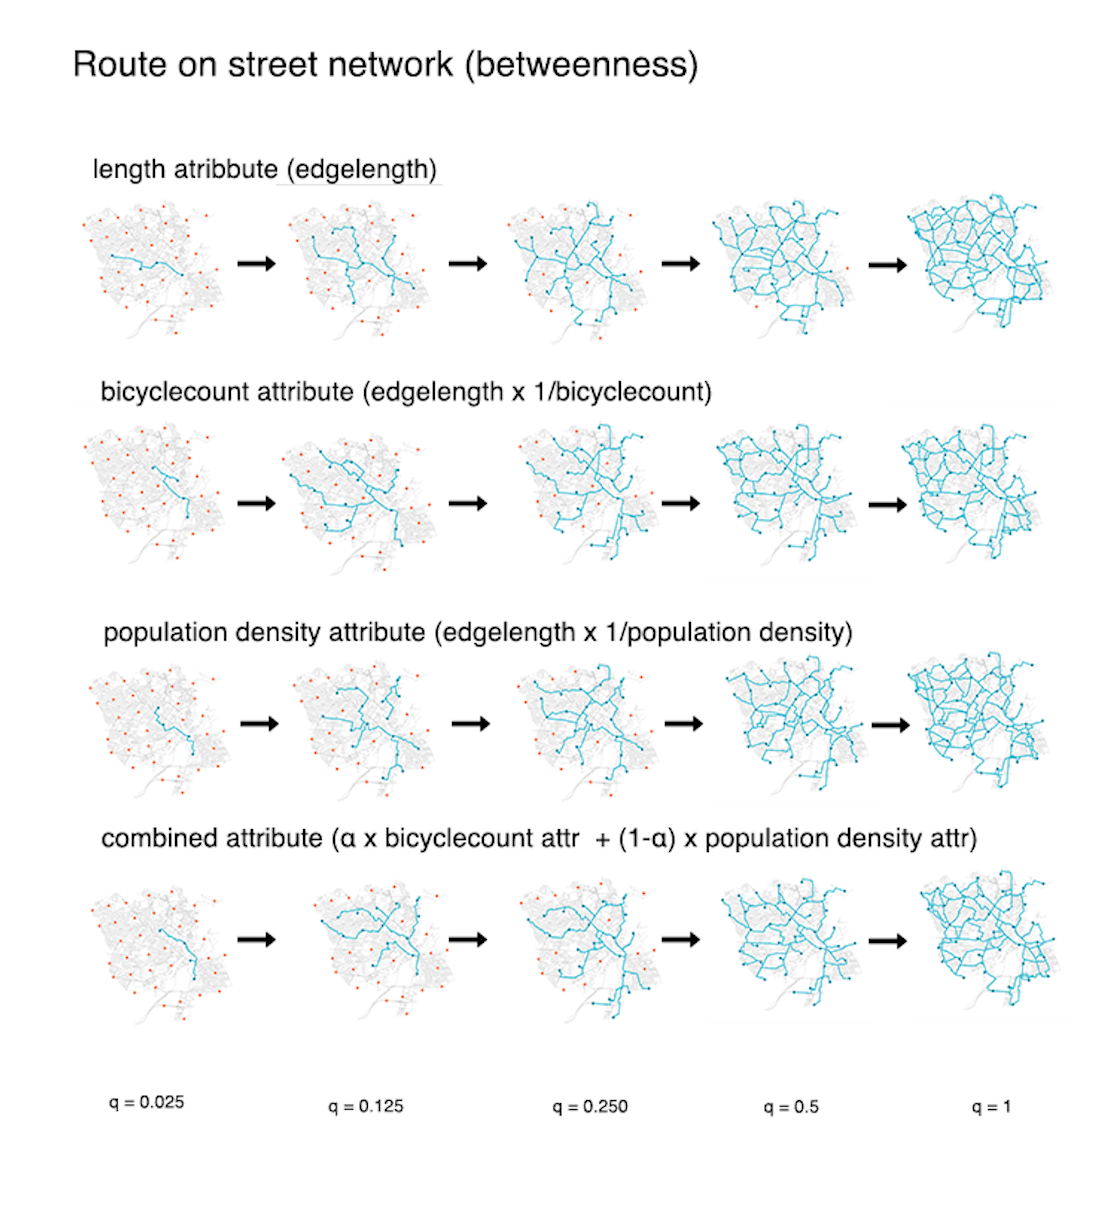 Route on street network (betweenness)
length atribbute (edgelength)
bicyclecount attribute (edgelength x 1/bicyclecount)
population density attribute (edgelength x 1/population density)
combined attribute (α x bicyclecount attr + (1-α) x population density attr)
q = 0.025
q = 0.125
q = 0.250
q = 0.5
q = 1